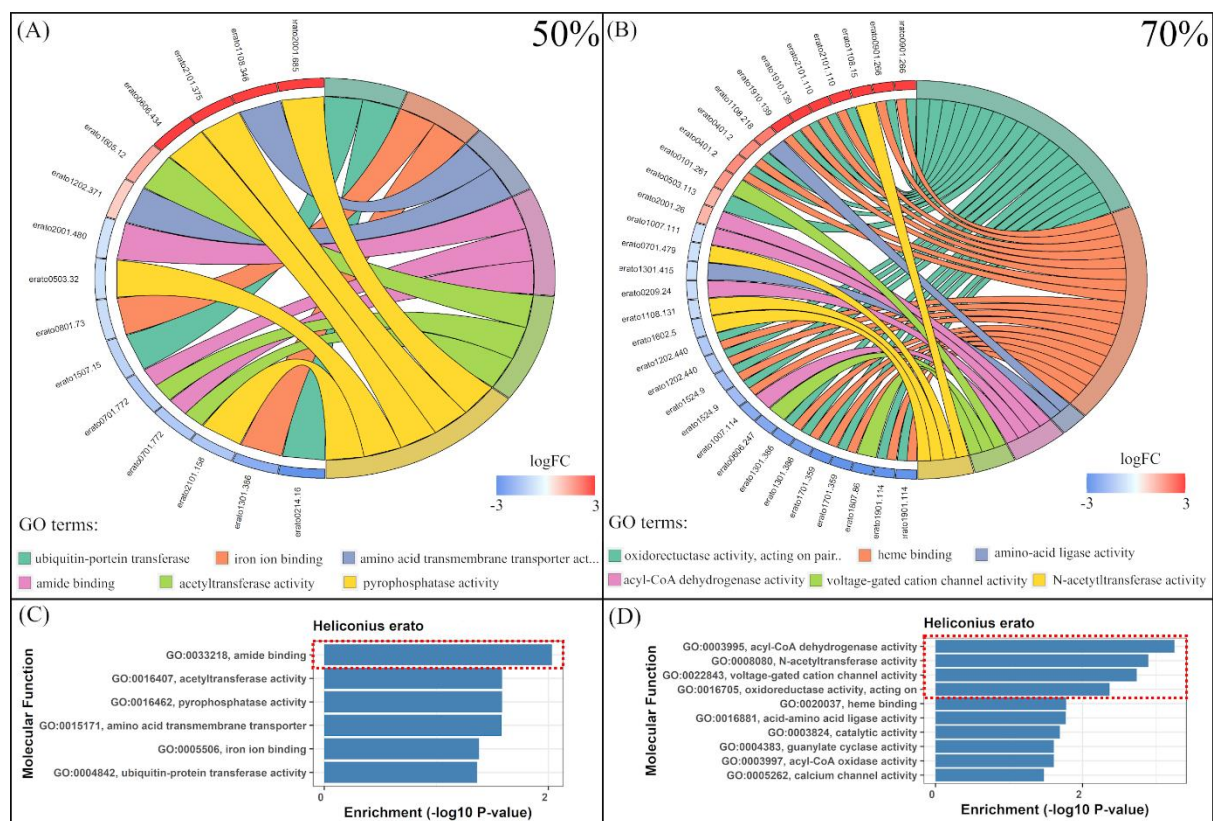 (A)
50%
erato2001.685
erato1108.346
erato2101.375
erato0606.434
erato1605.12
erato1202.371
erato2001.480
erato0503.32
erato0801.73
erato1507.15
erato0701.772
erato0701.772
erato2101.158
erato1301.386
erato0214.16
logFC
-3 3
GO terms:
ubiquitin-portein transferase iron ion binding amino acid transmembrane transporter act...
amide binding acetyltransferase activity pyrophosphatase activity
(B)
70%
erato0901.266
erato0901.266
erato1108.15
erato2101.110
erato2101.110
erato1910.139
erato1910.139
erato1108.218
erato0401.2
erato0401.2
erato0101.261
erato0503.113
erato2001.26
erato1007.111
erato0701.479
erato1301.415
erato0209.24
erato1108.131
erato1602.5
erato1202.440
erato1202.440
erato1524.9
erato1524.9
erato1007.114
erato0606.247
erato1301.386
erato1301.386
erato1701.359
erato1701.359
erato1607.86
erato1901.114
erato1901.114
logFC
-3 3
GO terms:
oxidorectuctase activity, acting on pair.. heme binding amino-acid ligase activity
acyl-CoA dehydrogenase activity voltage-gated cation channel activity N-acetytltransferase activity
(C)
Heliconius erato
Molecular Function
GO:0033218, amide binding
GO:0016407, acetyltransferase activity
GO:0016462, pyrophosphatase activity
GO:0015171, amino acid transmembrane transporter
GO:0005506, iron ion binding
GO:0004842, ubiquitin-protein transferase activity
0 2
Enrichment (-log10 P-value)
(D)
Heliconius erato
Molecular Function
GO:0003995, acyl-CoA dehydrogenase activity
GO:0008080, N-acetyltransferase activity
GO:0022843, voltage-gated cation channel activity
GO:0016705, oxidoreductase activity, acting on
GO:0020037, heme binding
GO:0016881, acid-amino acid ligase activity
GO:0003824, catalytic activity
GO:0004383, guanylate cyclase activity
GO:0003997, acyl-CoA oxidase activity
GO:0005262, calcium channel activity
0 2
Enrichment (-log10 P-value)